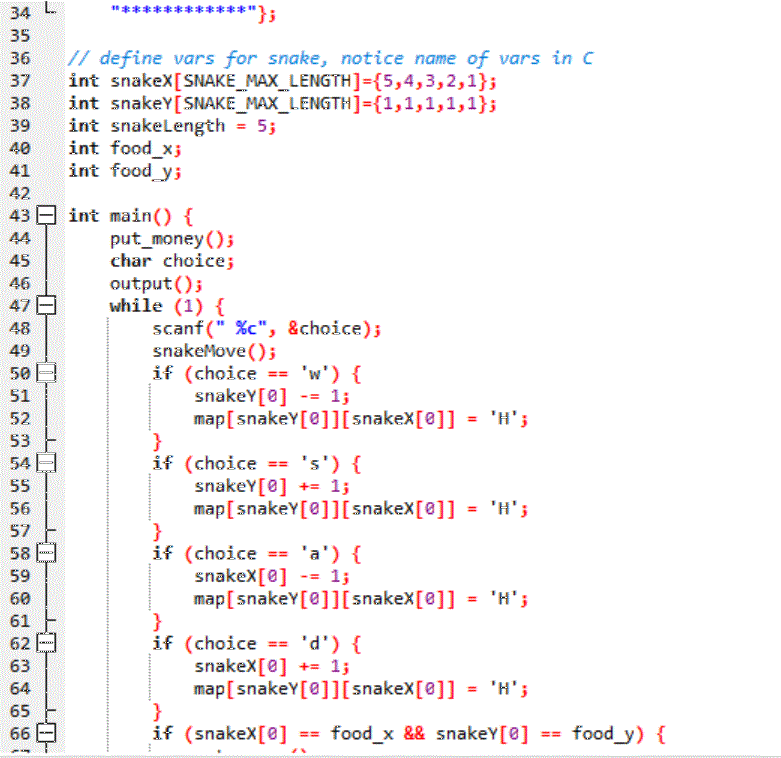 34 "************"};
35
36 // define vars for snake, notice name of vars in C
37 int snakeX[SNAKE_MAX_LENGTH]={5,4,3,2,1};
38 int snakeY[SNAKE_MAX_LENGTH]={1,1,1,1,1};
39 int snakeLength = 5;
40 int food_x;
41 int food_y;
42
43 int main() {
44 put_money();
45 char choice;
46 output();
47 while (1) {
48 scanf(" %c", &choice);
49 snakeMove();
50 if (choice == 'w') {
51 snakeY[0] -= 1;
52 map[snakeY[0]][snakeX[0]] = 'H';
53 }
54 if (choice == 's') {
55 snakeY[0] += 1;
56 map[snakeY[0]][snakeX[0]] = 'H';
57 }
58 if (choice == 'a') {
59 snakeX[0] -= 1;
60 map[snakeY[0]][snakeX[0]] = 'H';
61 }
62 if (choice == 'd') {
63 snakeX[0] += 1;
64 map[snakeY[0]][snakeX[0]] = 'H';
65 }
66 if (snakeX[0] == food_x && snakeY[0] == food_y) {